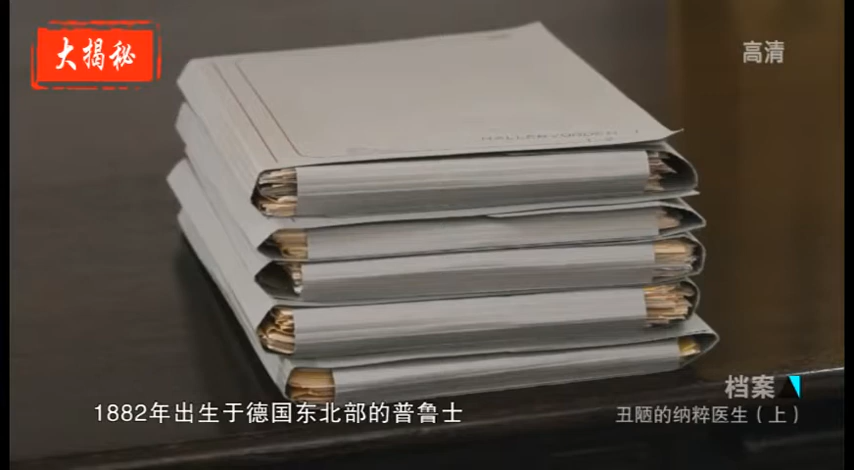 大揭秘
高清
档案
1882年出生于德国东北部的普鲁士
丑陋的纳粹医生(上)